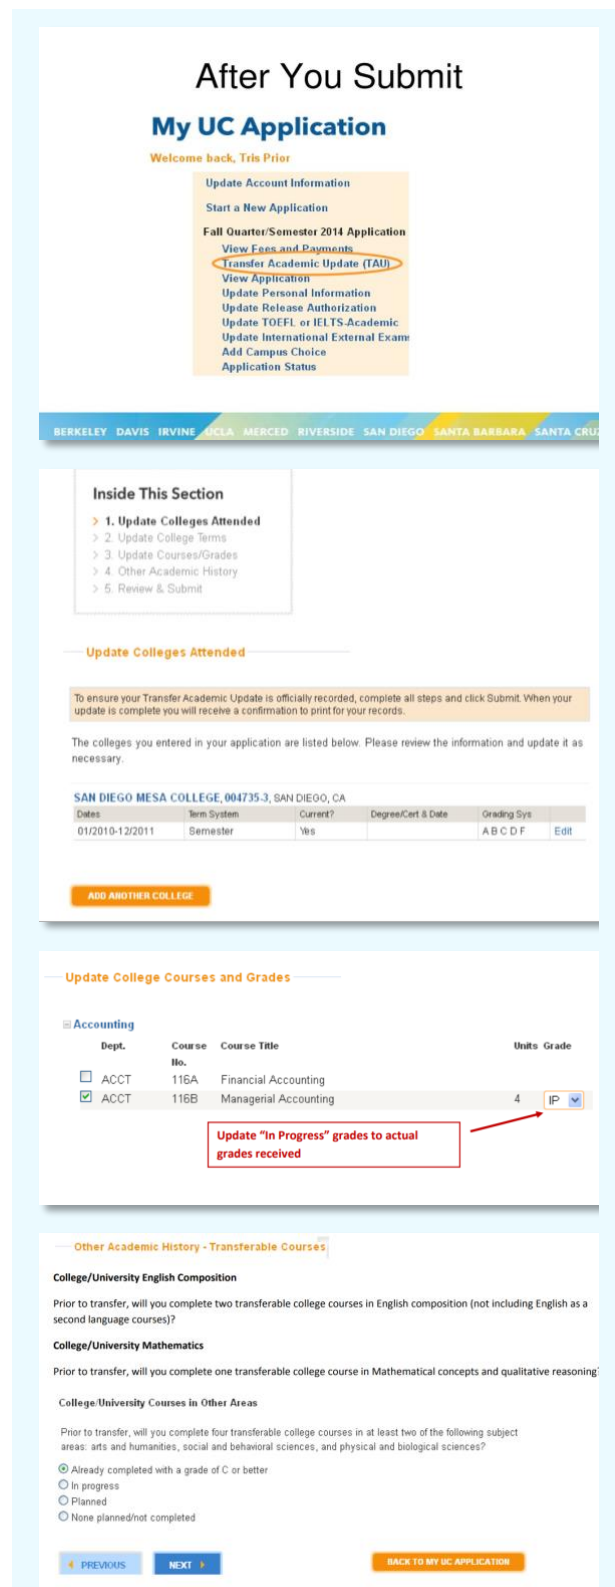 After You Submit
My UC Application
Welcome back, Tris Prior
Update Account Information
Start a New Application
Fall Quarter/Semester 2014 Application
View Fees and Payments
Transfer Academic Update (TAU)
View Application
Update Personal Information
Update Release Authorization
Update TOEFL or IELTS-Academic
Update International External Exams
Add Campus Choice
Application Status
BERKELEY DAVIS IRVINE UCLA MERCED RIVERSIDE SAN DIEGO SANTA BARBARA SANTA CRUZ
Inside This Section
> 1. Update Colleges Attended
> 2. Update College Terms
> 3. Update Courses/Grades
> 4. Other Academic History
> 5. Review & Submit
Update Colleges Attended
To ensure your Transfer Academic Update is officially recorded, complete all steps and click Submit. When your
update is complete you will receive a confirmation to print for your records.
The colleges you entered in your application are listed below. Please review the information and update it as
necessary.
SAN DIEGO MESA COLLEGE, 004735-3, SAN DIEGO, CA
Dates Term System Current? Degree/Cert & Date Grading Sys
01/2010-12/2011 Semester Yes A B C D F Edit
ADD ANOTHER COLLEGE
Update College Courses and Grades
Accounting
Dept. Course No. Course Title Units Grade
ACCT 116A Financial Accounting
ACCT 116B Managerial Accounting 4 IP
Update “In Progress” grades to actual
grades received
Other Academic History - Transferable Courses
College/University English Composition
Prior to transfer, will you complete two transferable college courses in English composition (not including English as a
second language courses)?
College/University Mathematics
Prior to transfer, will you complete one transferable college course in Mathematical concepts and qualitative reasoning?
College/University Courses in Other Areas
Prior to transfer, will you complete four transferable college courses in at least two of the following subject
areas: arts and humanities, social and behavioral sciences, and physical and biological sciences?
Already completed with a grade of C or better
In progress
Planned
None planned/not completed
PREVIOUS NEXT BACK TO MY UC APPLICATION